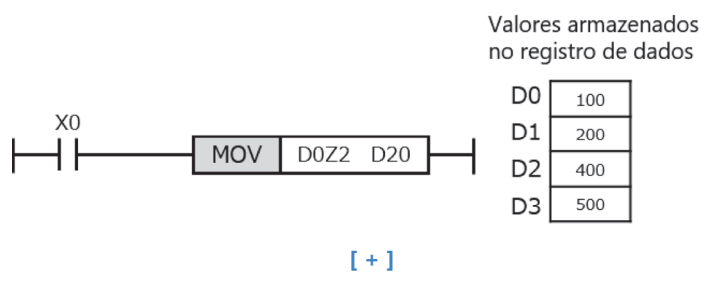 Valores armazenados
no registro de dados
X0
MOV D0Z2 D20
D0 100
D1 200
D2 400
D3 500
[ + ]